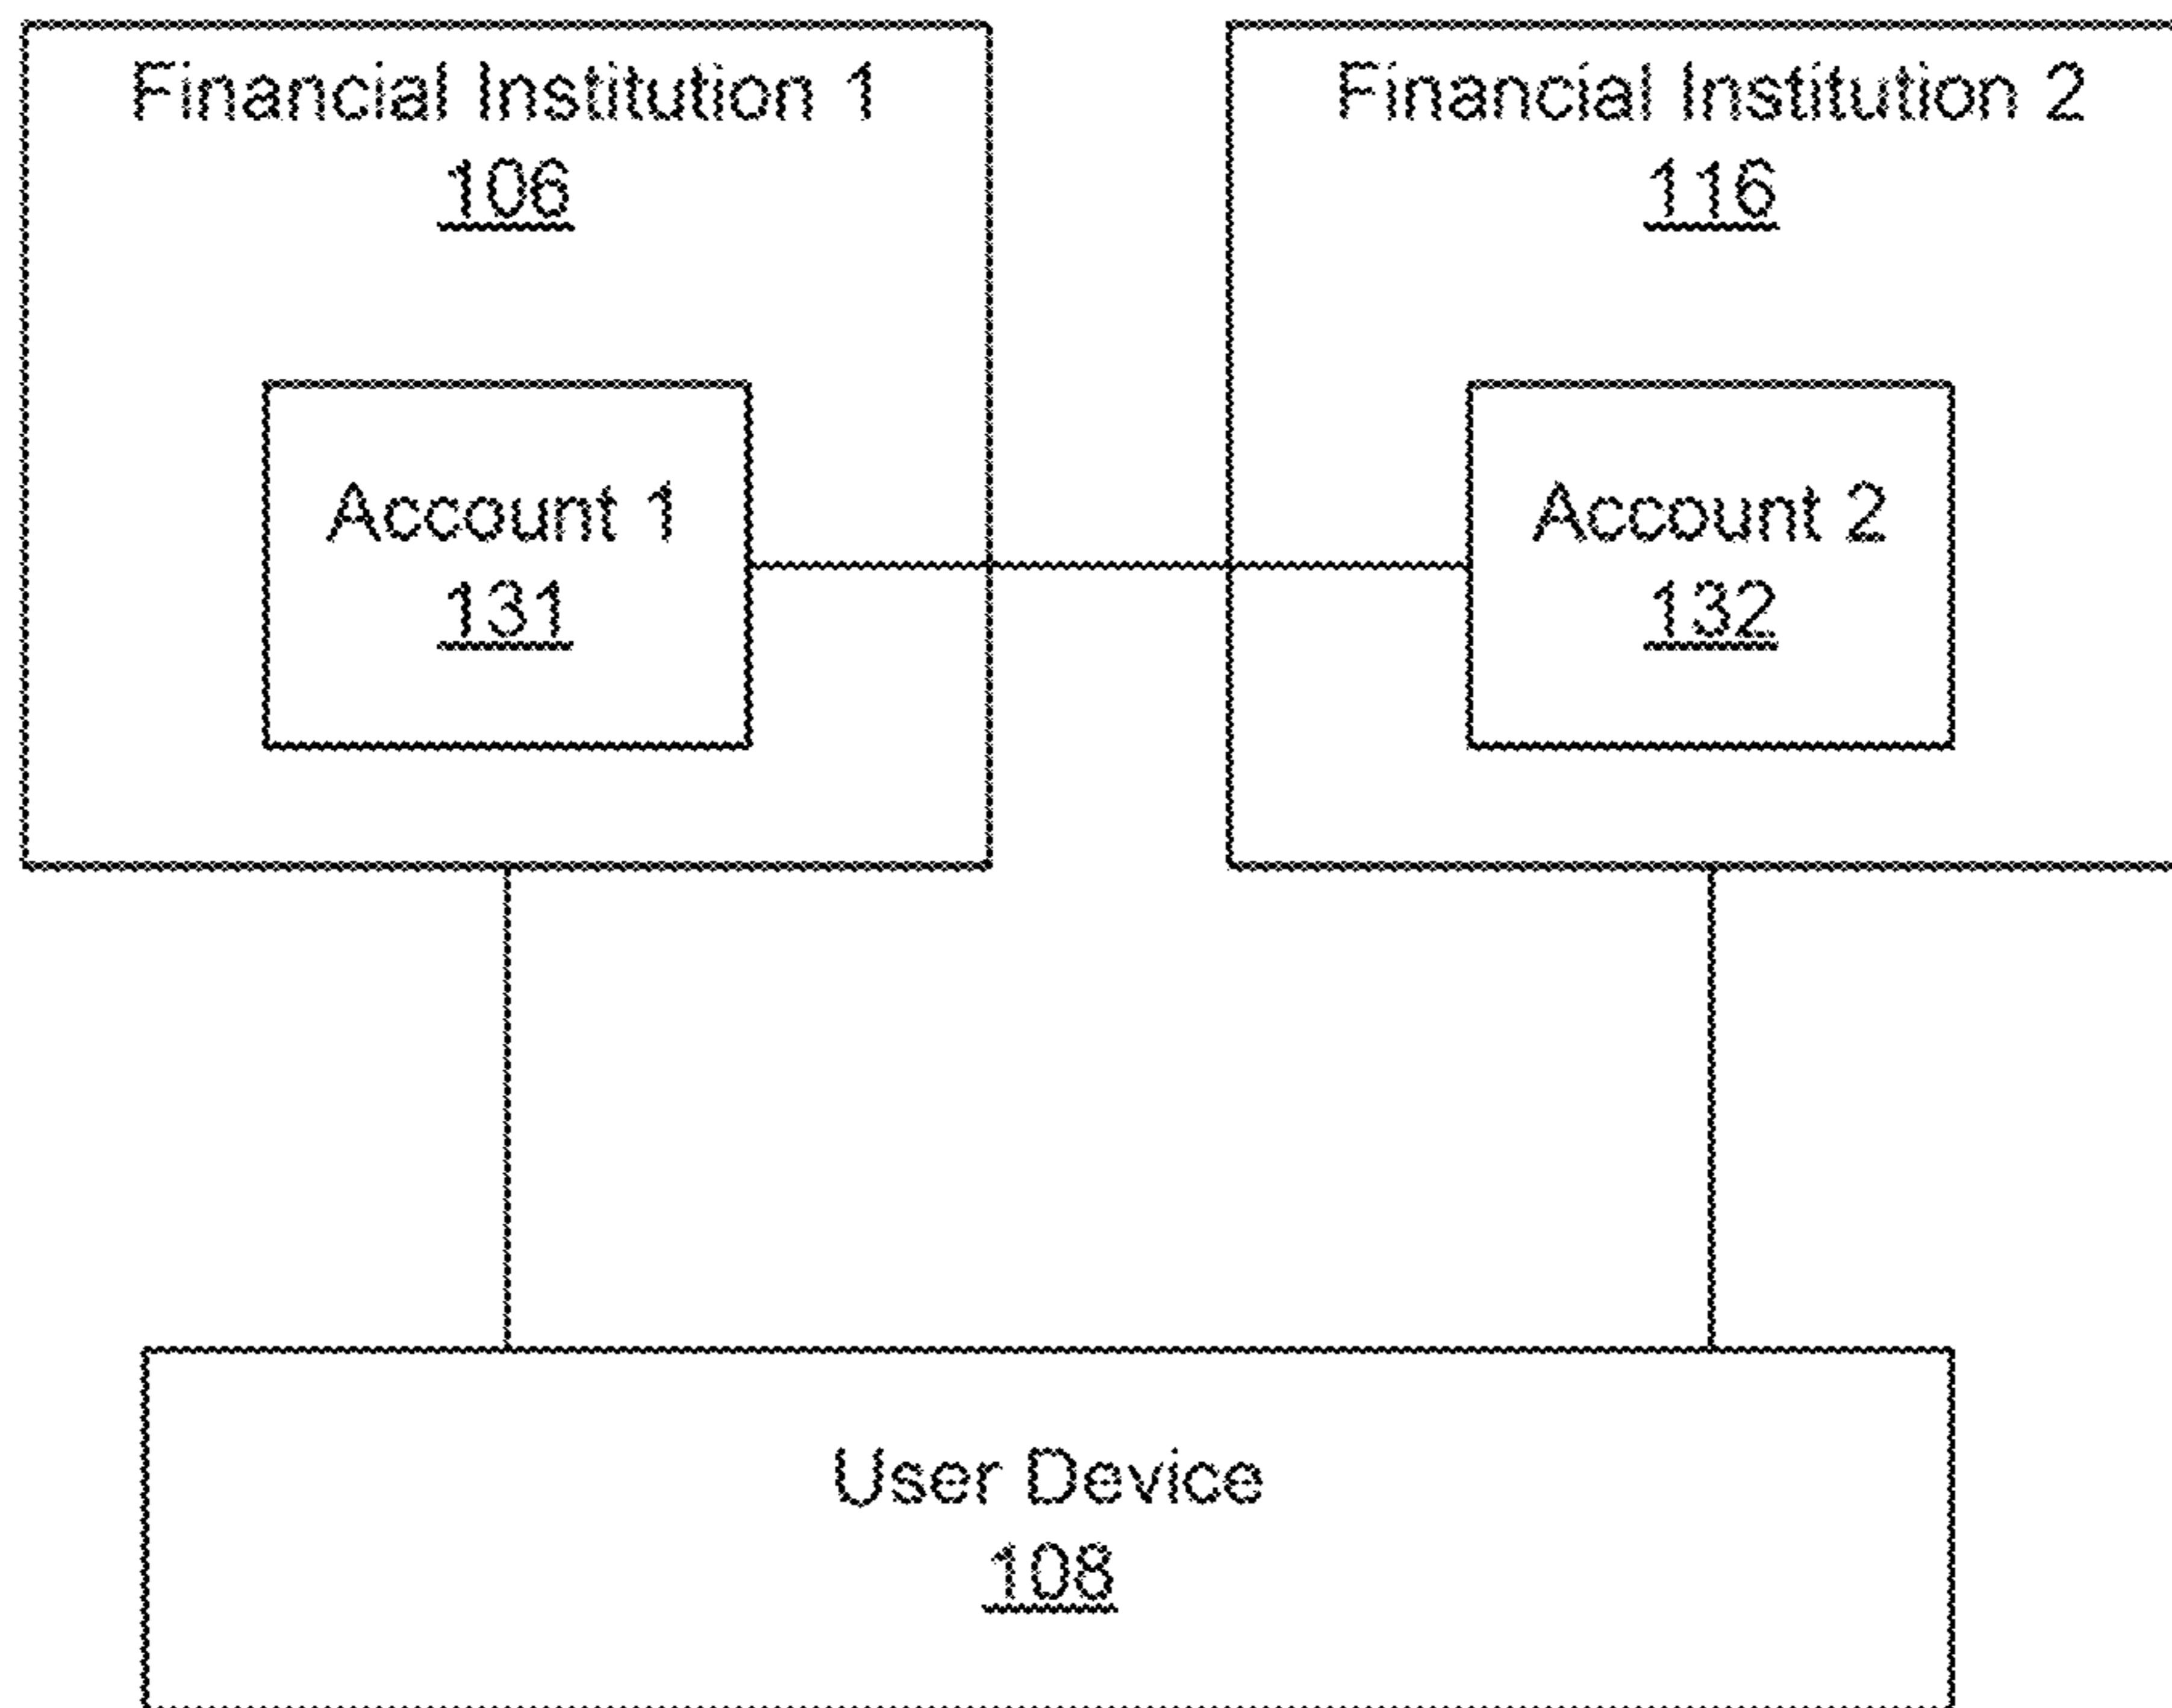 Financial Institution 1
106
Financial Institution 2
116
Account 1
131
Account 2
132
User Device
108